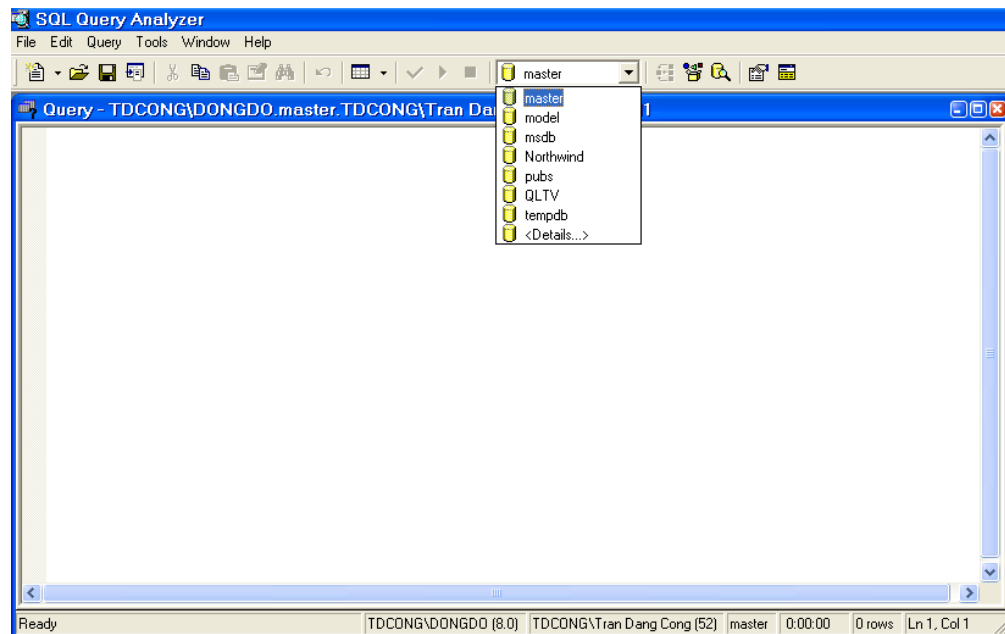 SQL Query Analyzer
File Edit Query Tools Window Help
master
Query - TDCONG\DONGDO.master.TDCONG\Tran Da 1
master
model
msdb
Northwind
pubs
QLTV
tempdb
<Details...>
Ready TDCONG\DONGDO (8.0) TDCONG\Tran Dang Cong (52) master 0:00:00 0 rows Ln 1, Col 1